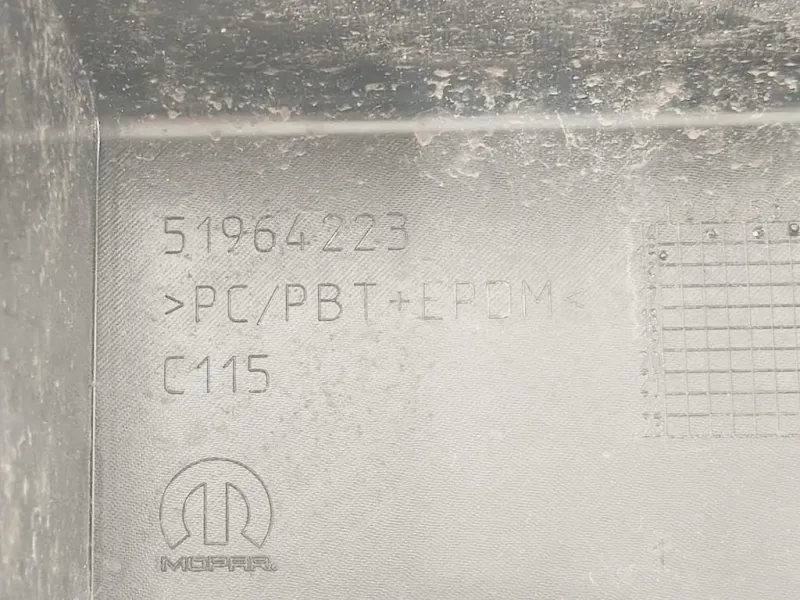 51964223
>PC/PBT+EPDM<
C115
MOPAR